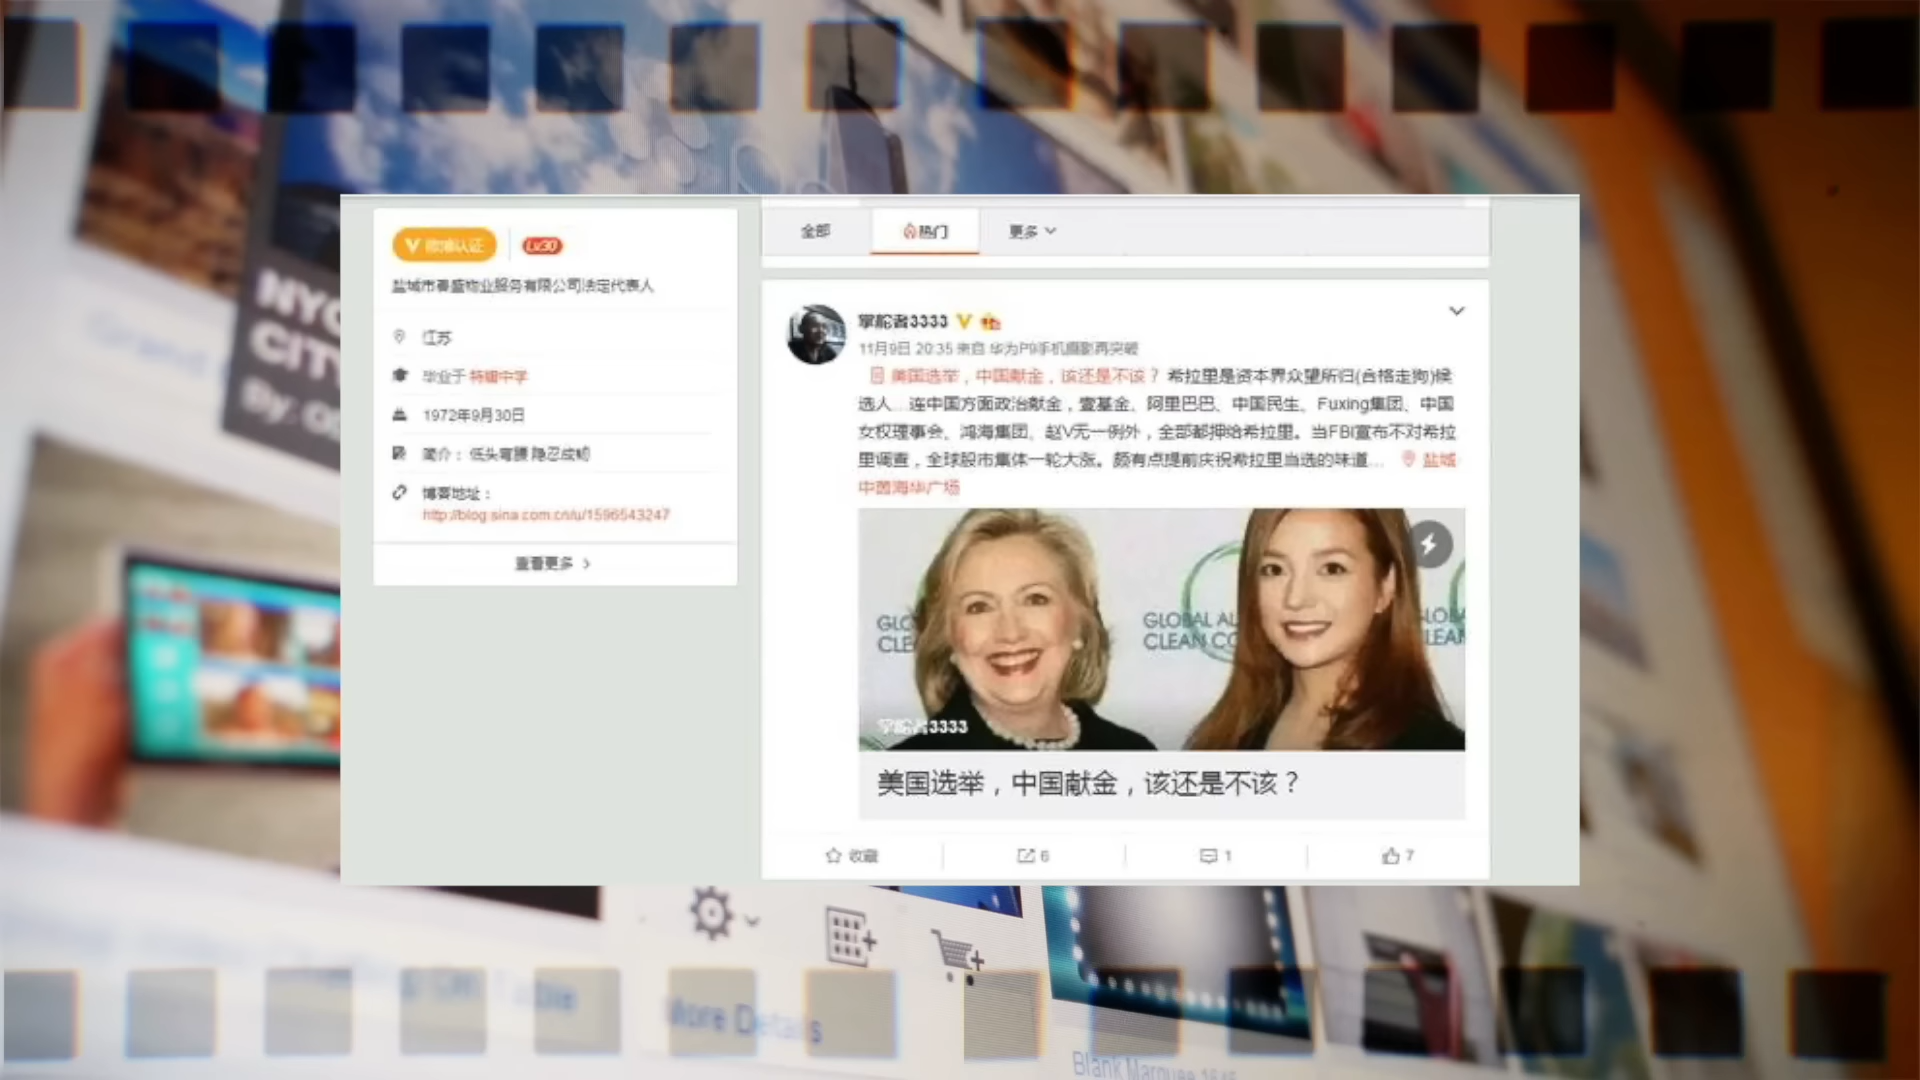 NYC
CITY
By: G
全部
热门
更多
Lv30
盐城市春盛物业服务有限公司法定代表人
江苏
毕业于
1972年9月30日
简介：低头弯腰 隐忍成蛹
博客地址：
http://blog.sina.com.cn/u/1596543247
查看更多
掌舵者3333
11月9日 20:35 来自 华为P9手机摄影再突破
美国选举，中国献金，该还是不该？希拉里是资本界众望所归(合格走狗)候
选人...连中国方面政治献金，壹基金、阿里巴巴、中国民生、Fuxing集团、中国
女权理事会、鸿海集团、赵V无一例外，全部都押给希拉里。当FBI宣布不对希拉
里调查，全球股市集体一轮大涨。颇有点提前庆祝希拉里当选的味道... 盐城·
中茵海华广场
GLO
CLE
GLOBAL AL
CLEAN CO
LOBA
LEAN
掌舵者3333
美国选举，中国献金，该还是不该？
收藏
6
1
7
More Details
Blank Marquee